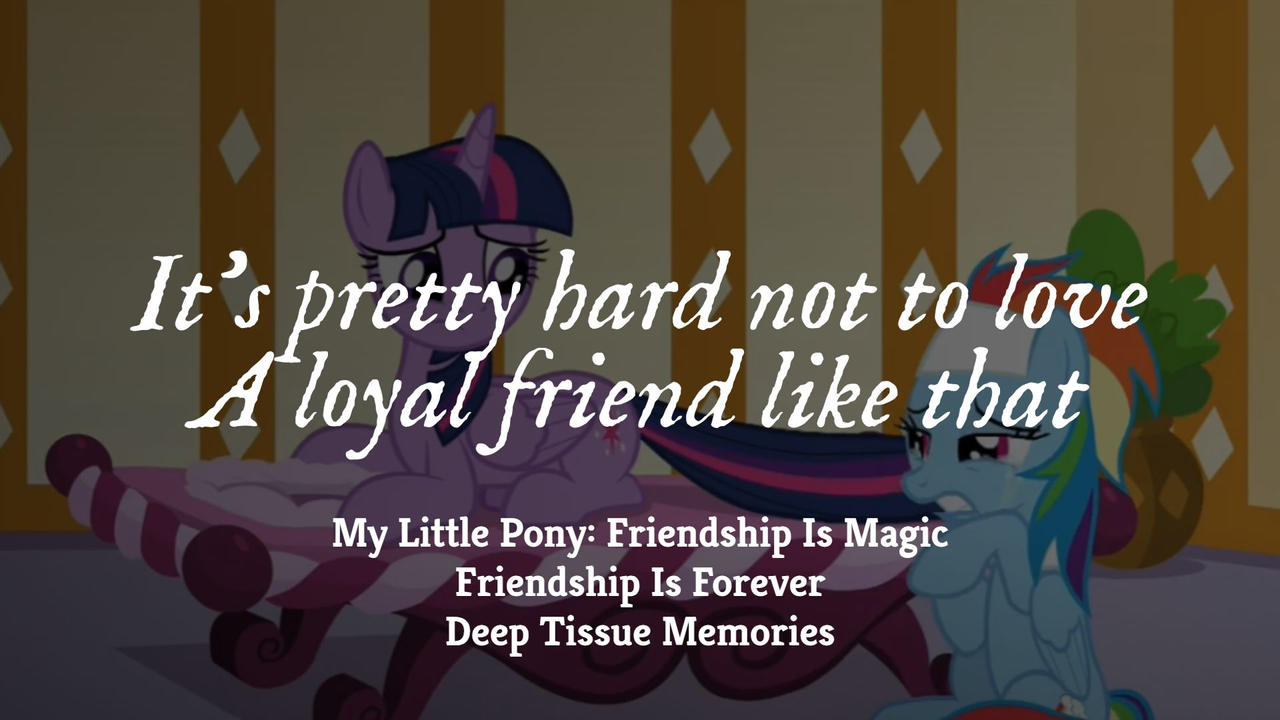 It's pretty hard not to love
A loyal friend like that
My Little Pony: Friendship Is Magic
Friendship Is Forever
Deep Tissue Memories